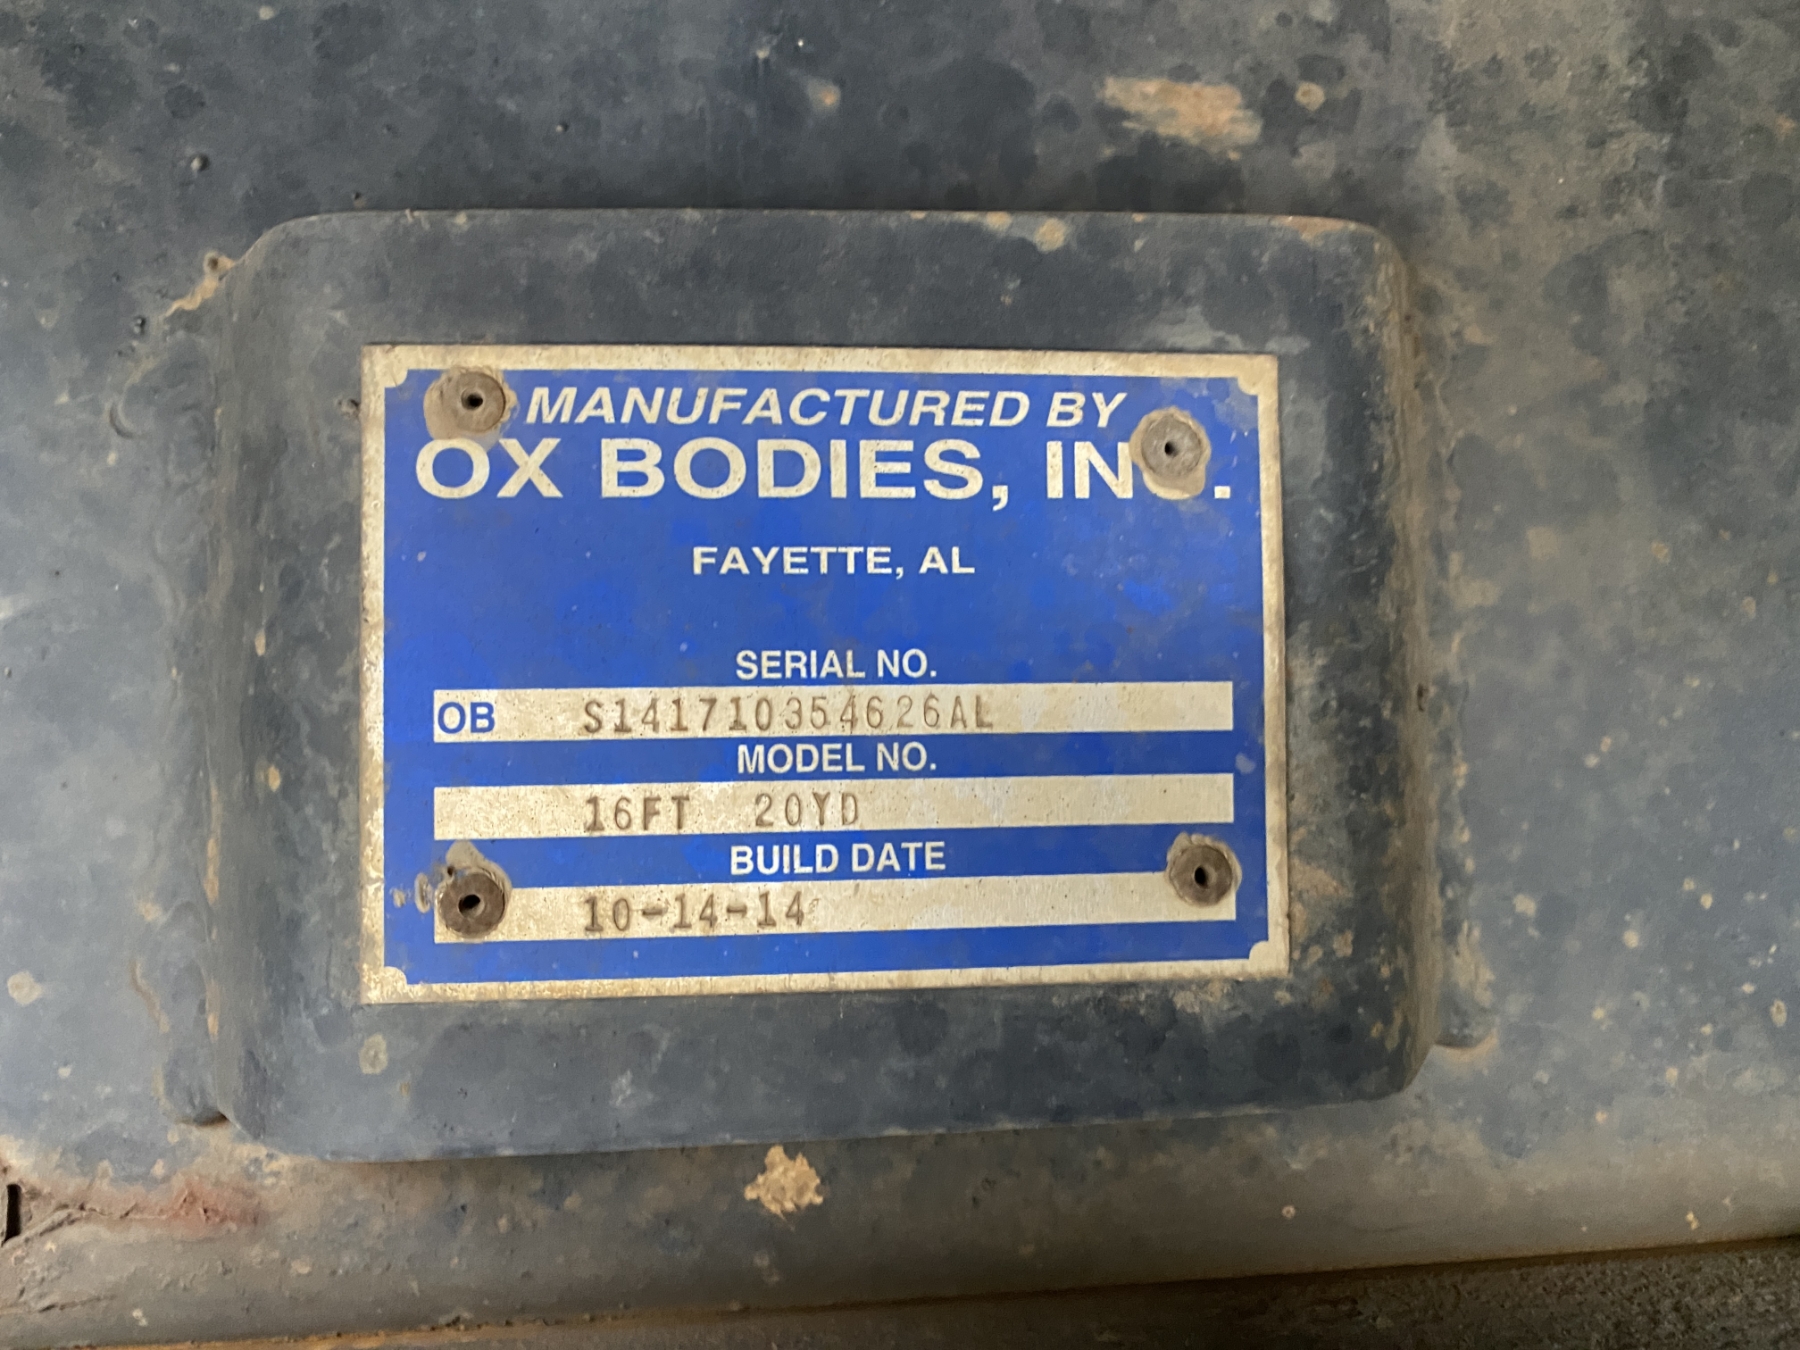 MANUFACTURED BY
OX BODIES, INC.
FAYETTE, AL
SERIAL NO.
OB S141710354626AL
MODEL NO.
16FT 20YD
BUILD DATE
10-14-14